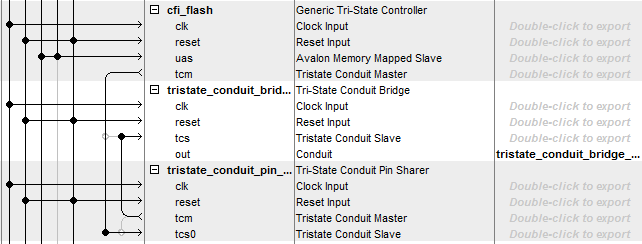 cfi_flash Generic Tri-State Controller
clk Clock Input Double-click to export
reset Reset Input Double-click to export
uas Avalon Memory Mapped Slave Double-click to export
tcm Tristate Conduit Master Double-click to export
tristate_conduit_brid... Tri-State Conduit Bridge
clk Clock Input Double-click to export
reset Reset Input Double-click to export
tcs Tristate Conduit Slave Double-click to export
out Conduit tristate_conduit_bridge_...
tristate_conduit_pin_... Tri-State Conduit Pin Sharer
clk Clock Input Double-click to export
reset Reset Input Double-click to export
tcm Tristate Conduit Master Double-click to export
tcs0 Tristate Conduit Slave Double-click to export